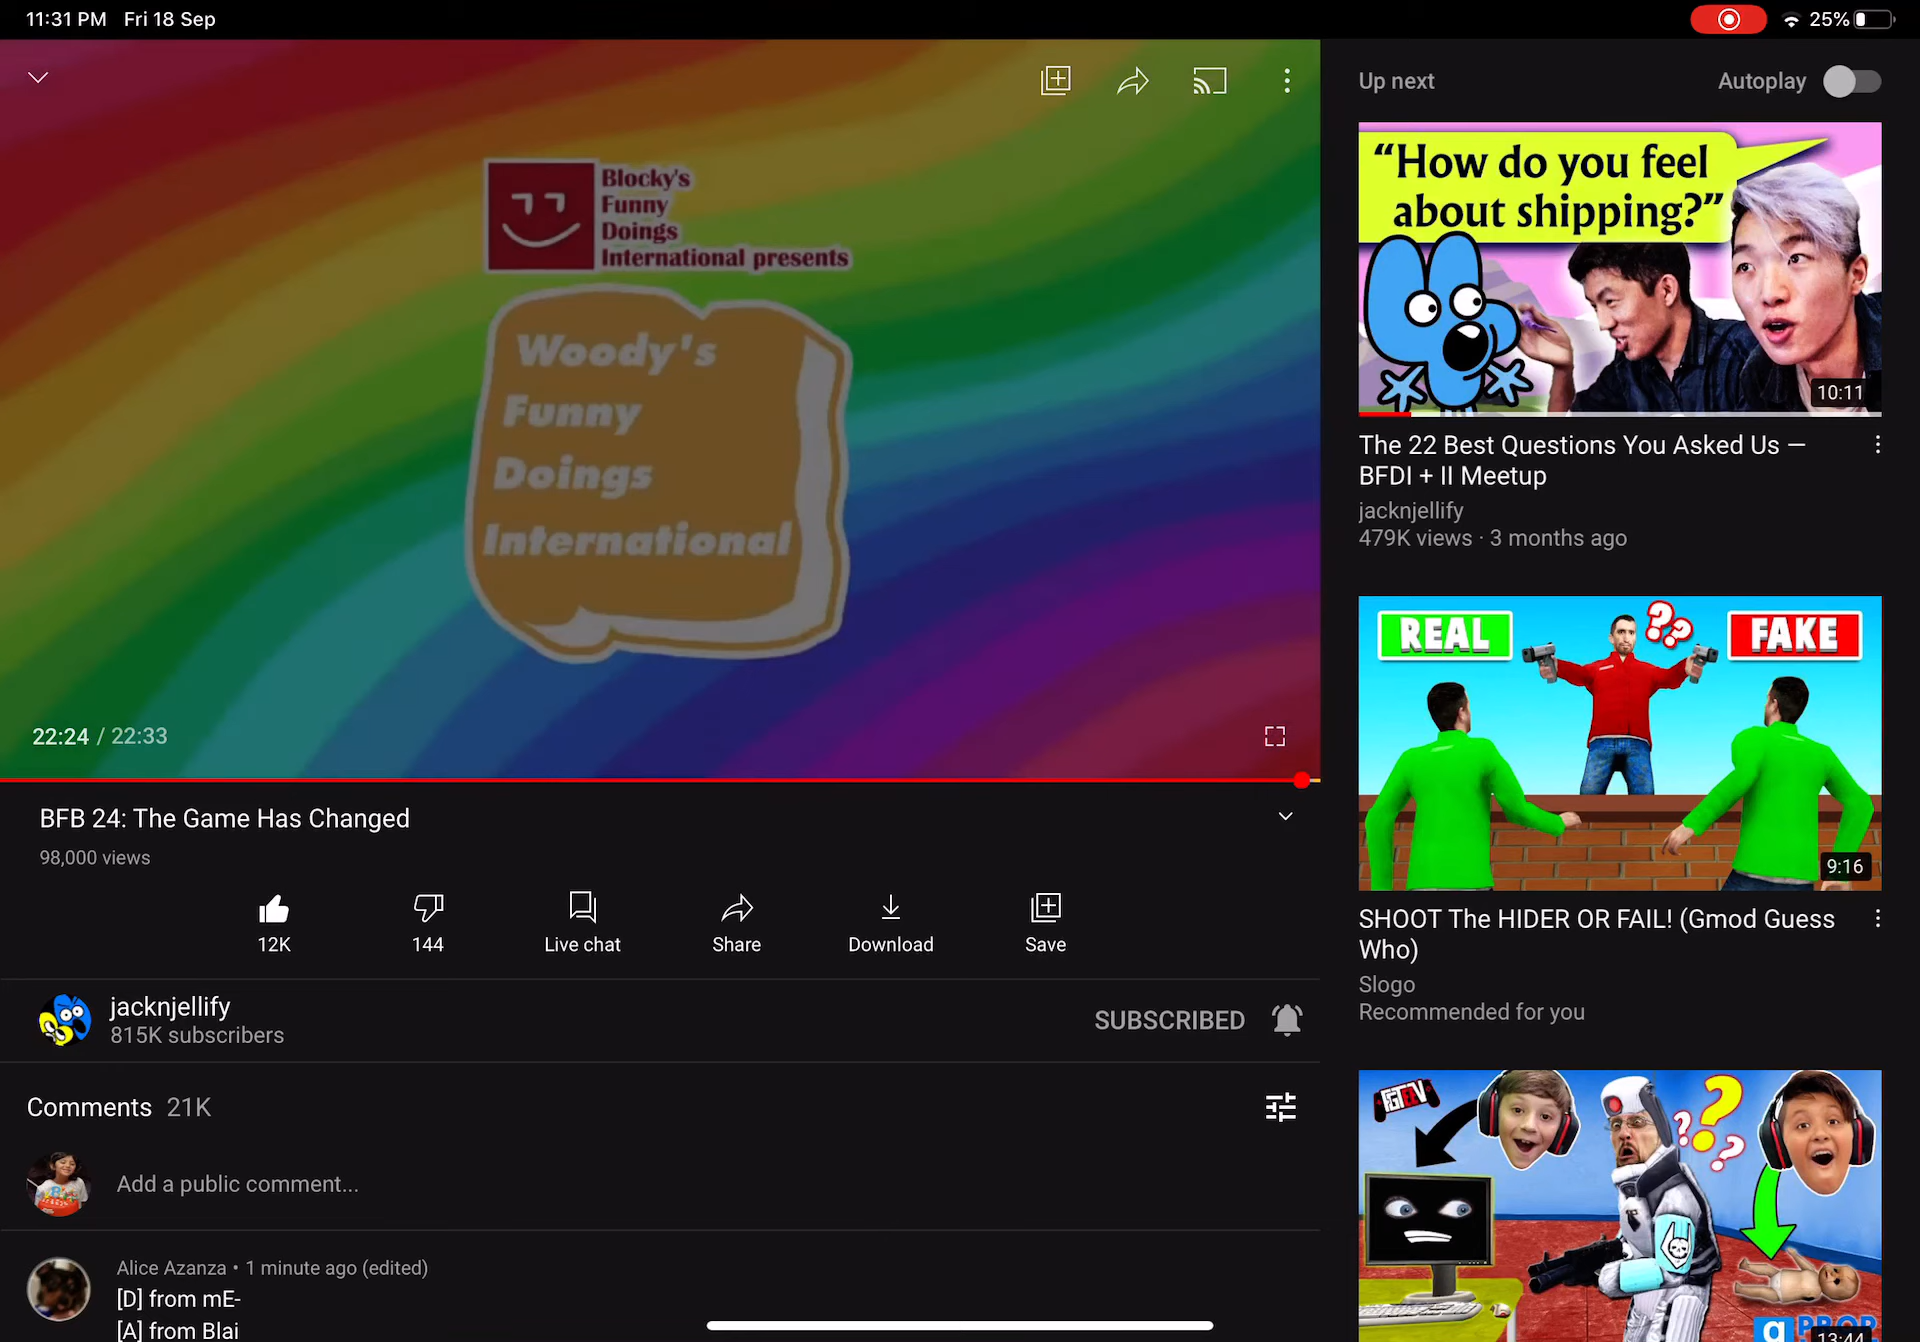 11:31 PM Fri 18 Sep
25%
Blocky's
Funny
Doings
International presents
Woody's
Funny
Doings
International
22:24 / 22:33
BFB 24: The Game Has Changed
98,000 views
12K
144
Live chat
Share
Download
Save
jacknjellify
815K subscribers
SUBSCRIBED
Comments 21K
Add a public comment...
Alice Azanza • 1 minute ago (edited)
[D] from mE-
[A] from Blai
Up next
Autoplay
“How do you feel
about shipping?”
10:11
The 22 Best Questions You Asked Us —
BFDI + II Meetup
jacknjellify
479K views · 3 months ago
REAL
??
FAKE
9:16
SHOOT The HIDER OR FAIL! (Gmod Guess
Who)
Slogo
Recommended for you
FGTEEV
???
g PROP
13:44